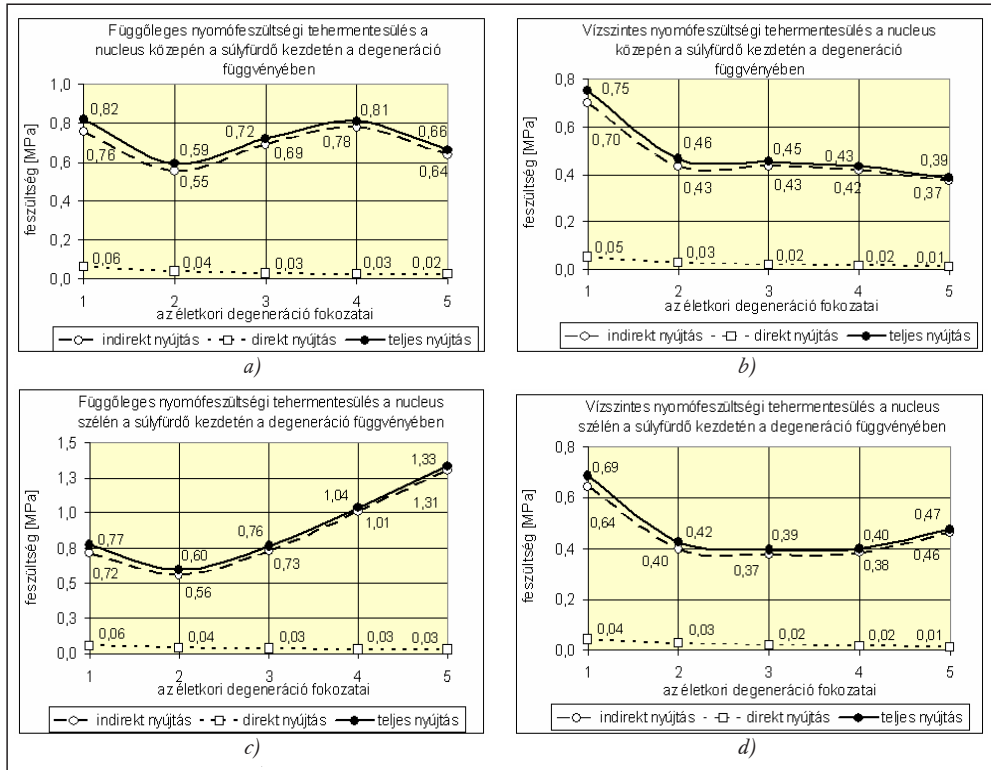 Függőleges nyomófeszültségi tehermentesülés a
nucleus közepén a súlyfürdő kezdetén a degeneráció
függvényében
feszültség [MPa]
1,0
0,8
0,6
0,4
0,2
0,0
0,82
0,76
0,59
0,55
0,72
0,69
0,81
0,78
0,66
0,64
0,06
0,04
0,03
0,03
0,02
1 2 3 4 5
az életkori degeneráció fokozatai
indirekt nyújtás direkt nyújtás teljes nyújtás
a)
Vízszintes nyomófeszültségi tehermentesülés a nucleus
közepén a súlyfürdő kezdetén a degeneráció
függvényében
feszültség [MPa]
0,8
0,6
0,4
0,2
0,0
0,75
0,70
0,46
0,43
0,45
0,43
0,43
0,42
0,39
0,37
0,05
0,03
0,02
0,02
0,01
1 2 3 4 5
az életkori degeneráció fokozatai
indirekt nyújtás direkt nyújtás teljes nyújtás
b)
Függőleges nyomófeszültségi tehermentesülés a nucleus
szélén a súlyfürdő kezdetén a degeneráció függvényében
feszültség [MPa]
1,5
1,3
1,0
0,8
0,5
0,3
0,0
0,77
0,72
0,60
0,56
0,76
0,73
1,04
1,01
1,33
1,31
0,06
0,04
0,03
0,03
0,03
1 2 3 4 5
az életkori degeneráció fokozatai
indirekt nyújtás direkt nyújtás teljes nyújtás
c)
Vízszintes nyomófeszültségi tehermentesülés a nucleus
szélén a súlyfürdő kezdetén a degeneráció függvényében
feszültség [MPa]
0,8
0,6
0,4
0,2
0,0
0,69
0,64
0,42
0,40
0,39
0,37
0,40
0,38
0,47
0,46
0,04
0,03
0,02
0,02
0,01
1 2 3 4 5
az életkori degeneráció fokozatai
indirekt nyújtás direkt nyújtás teljes nyújtás
d)